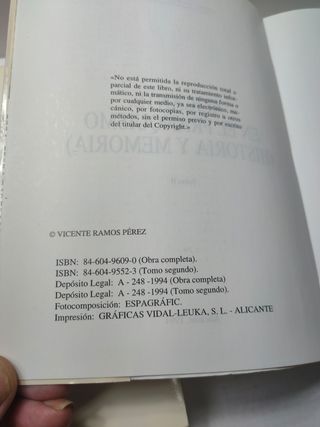 «No está permitida la reproducción total o
parcial de este libro, ni su tratamiento infor-
mático, ni la transmisión de ninguna forma o
por cualquier medio, ya sea electrónico, me-
cánico, por fotocopias, por registro u otros
métodos, sin el permiso previo y por escrito
del titular del Copyright.»
© VICENTE RAMOS PÉREZ
ISBN: 84-604-9609-0 (Obra completa).
ISBN: 84-604-9552-3 (Tomo segundo).
Depósito Legal: A - 248 -1994 (Obra completa)
Depósito Legal: A - 248 -1994 (Tomo segundo).
Fotocomposición: ESPAGRÁFIC.
Impresión: GRÁFICAS VIDAL-LEUKA, S. L. - ALICANTE